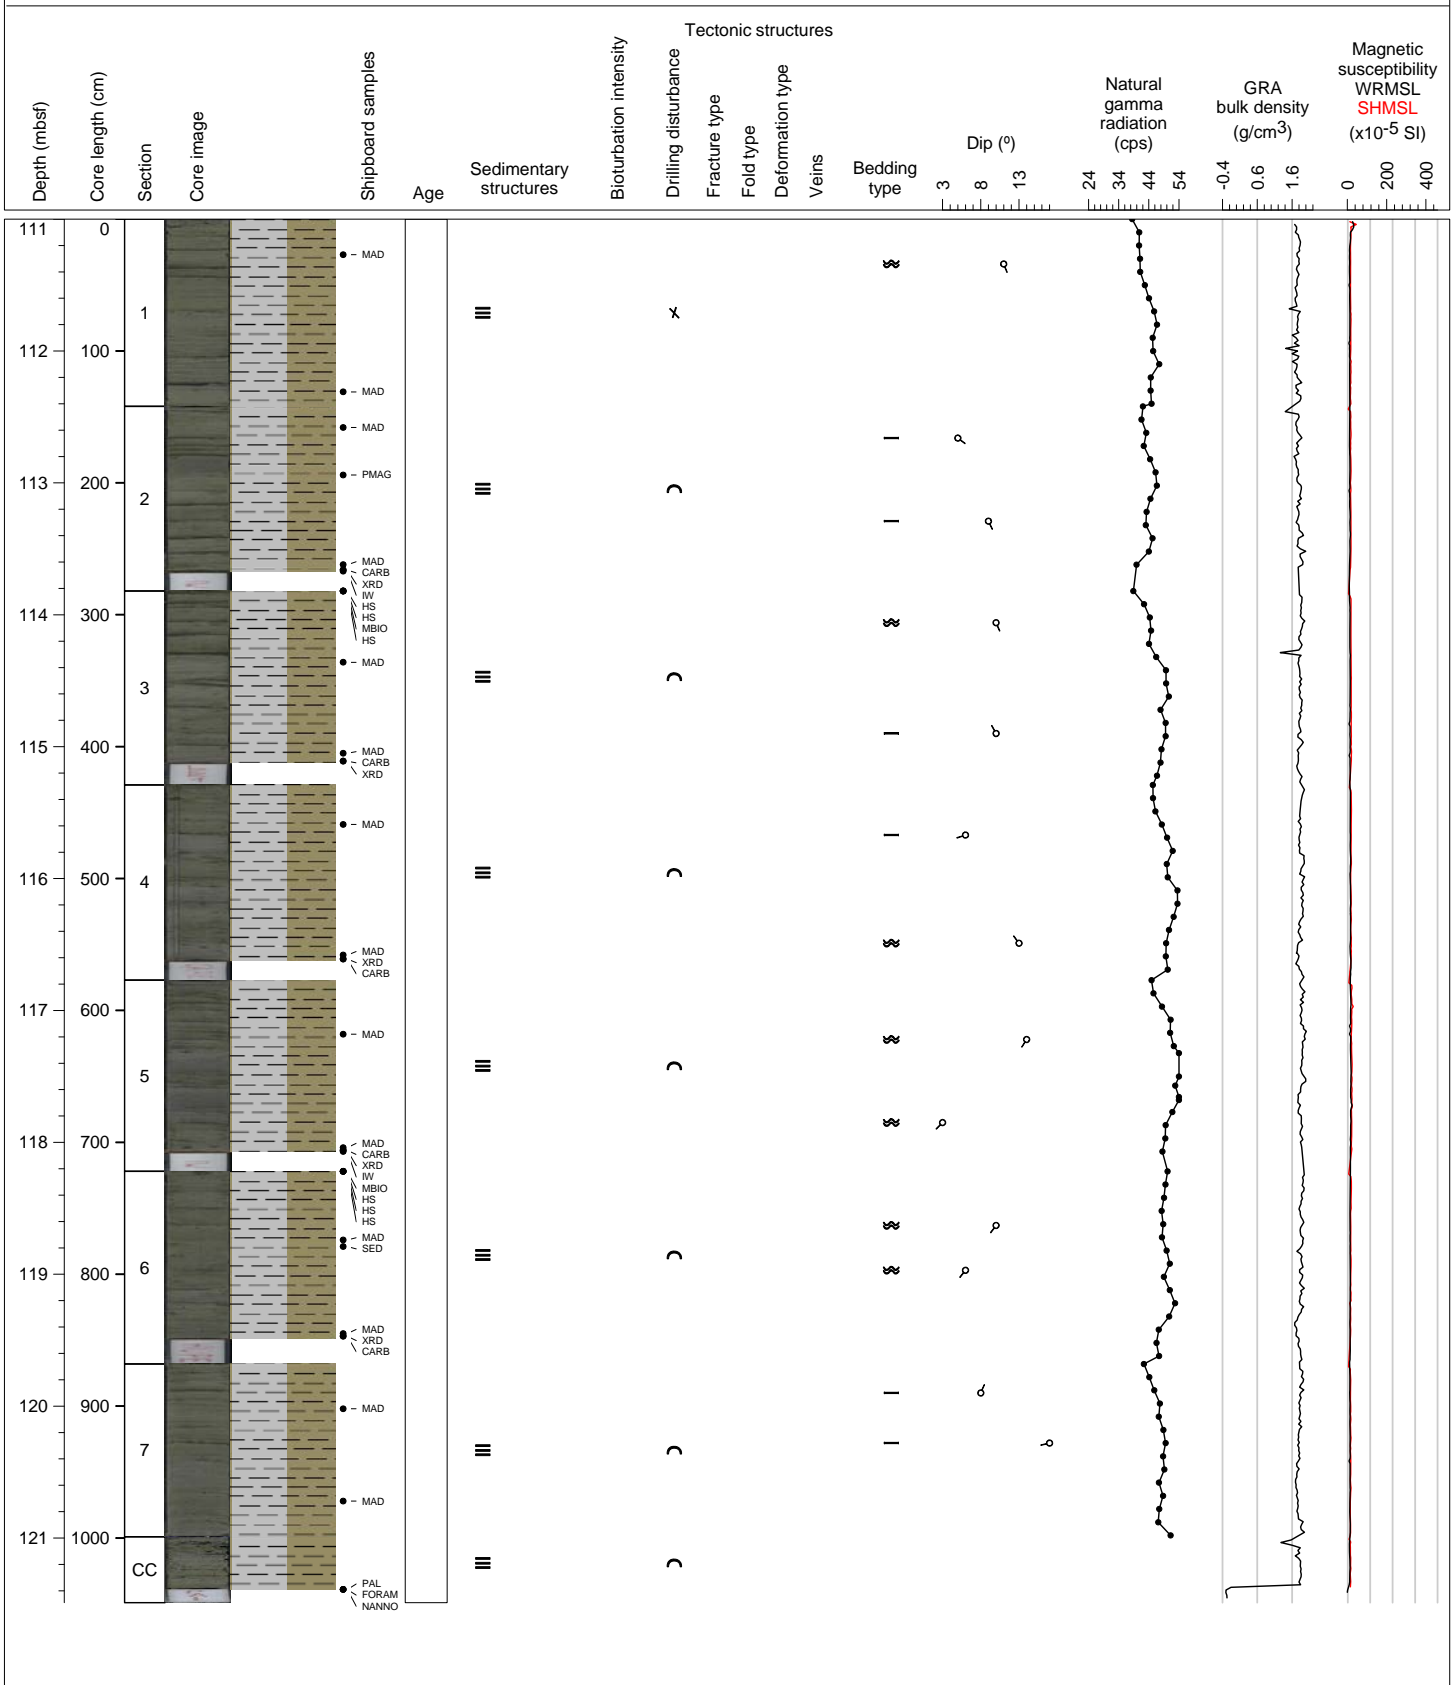 Tectonic structures
Depth (mbsf)
Core length (cm)
Section
Core image
Shipboard samples
Age
Sedimentary
structures
Bioturbation intensity
Drilling disturbance
Fracture type
Fold type
Deformation type
Veins
Bedding
type
Dip (º)
3 8 13
Natural
gamma
radiation
(cps)
24 34 44 54
GRA
bulk density
(g/cm3)
-0.4 0.6 1.6
Magnetic
susceptibility
WRMSL
SHMSL
(x10-5 SI)
0 200 400
111 0
MAD
1
112 100
MAD
MAD
PMAG
113 200
2
MAD
CARB
XRD
IW
HS
HS
MBIO
HS
114 300
MAD
3
115 400
MAD
CARB
XRD
MAD
116 500
4
MAD
XRD
CARB
117 600
MAD
5
118 700
MAD
CARB
XRD
IW
MBIO
HS
HS
HS
MAD
SED
6
119 800
MAD
XRD
CARB
120 900
MAD
7
MAD
121 1000
CC
PAL
FORAM
NANNO